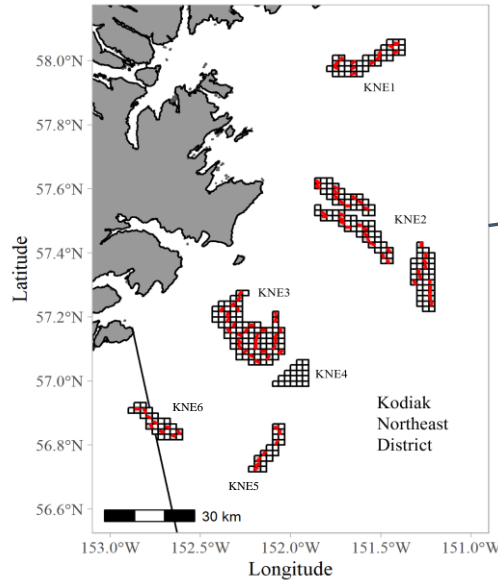 58.0°N
KNE1
57.8°N
57.6°N
KNE2
57.4°N
Latitude
KNE3
57.2°N
KNE4
57.0°N
KNE6
Kodiak
Northeast
District
56.8°N
KNE5
56.6°N
30 km
153.0°W 152.5°W 152.0°W 151.5°W 151.0°W
Longitude